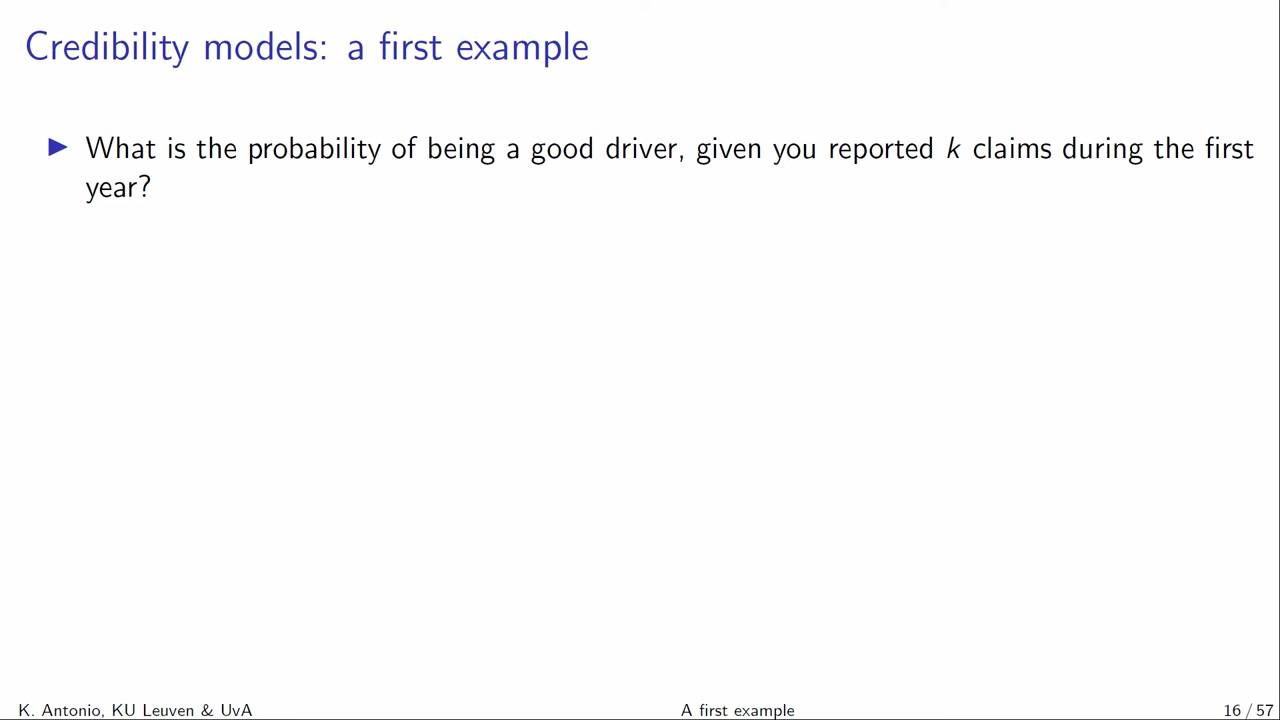 Credibility models: a first example
▶ What is the probability of being a good driver, given you reported k claims during the first
year?
K. Antonio, KU Leuven & UvA
A first example
16 / 57